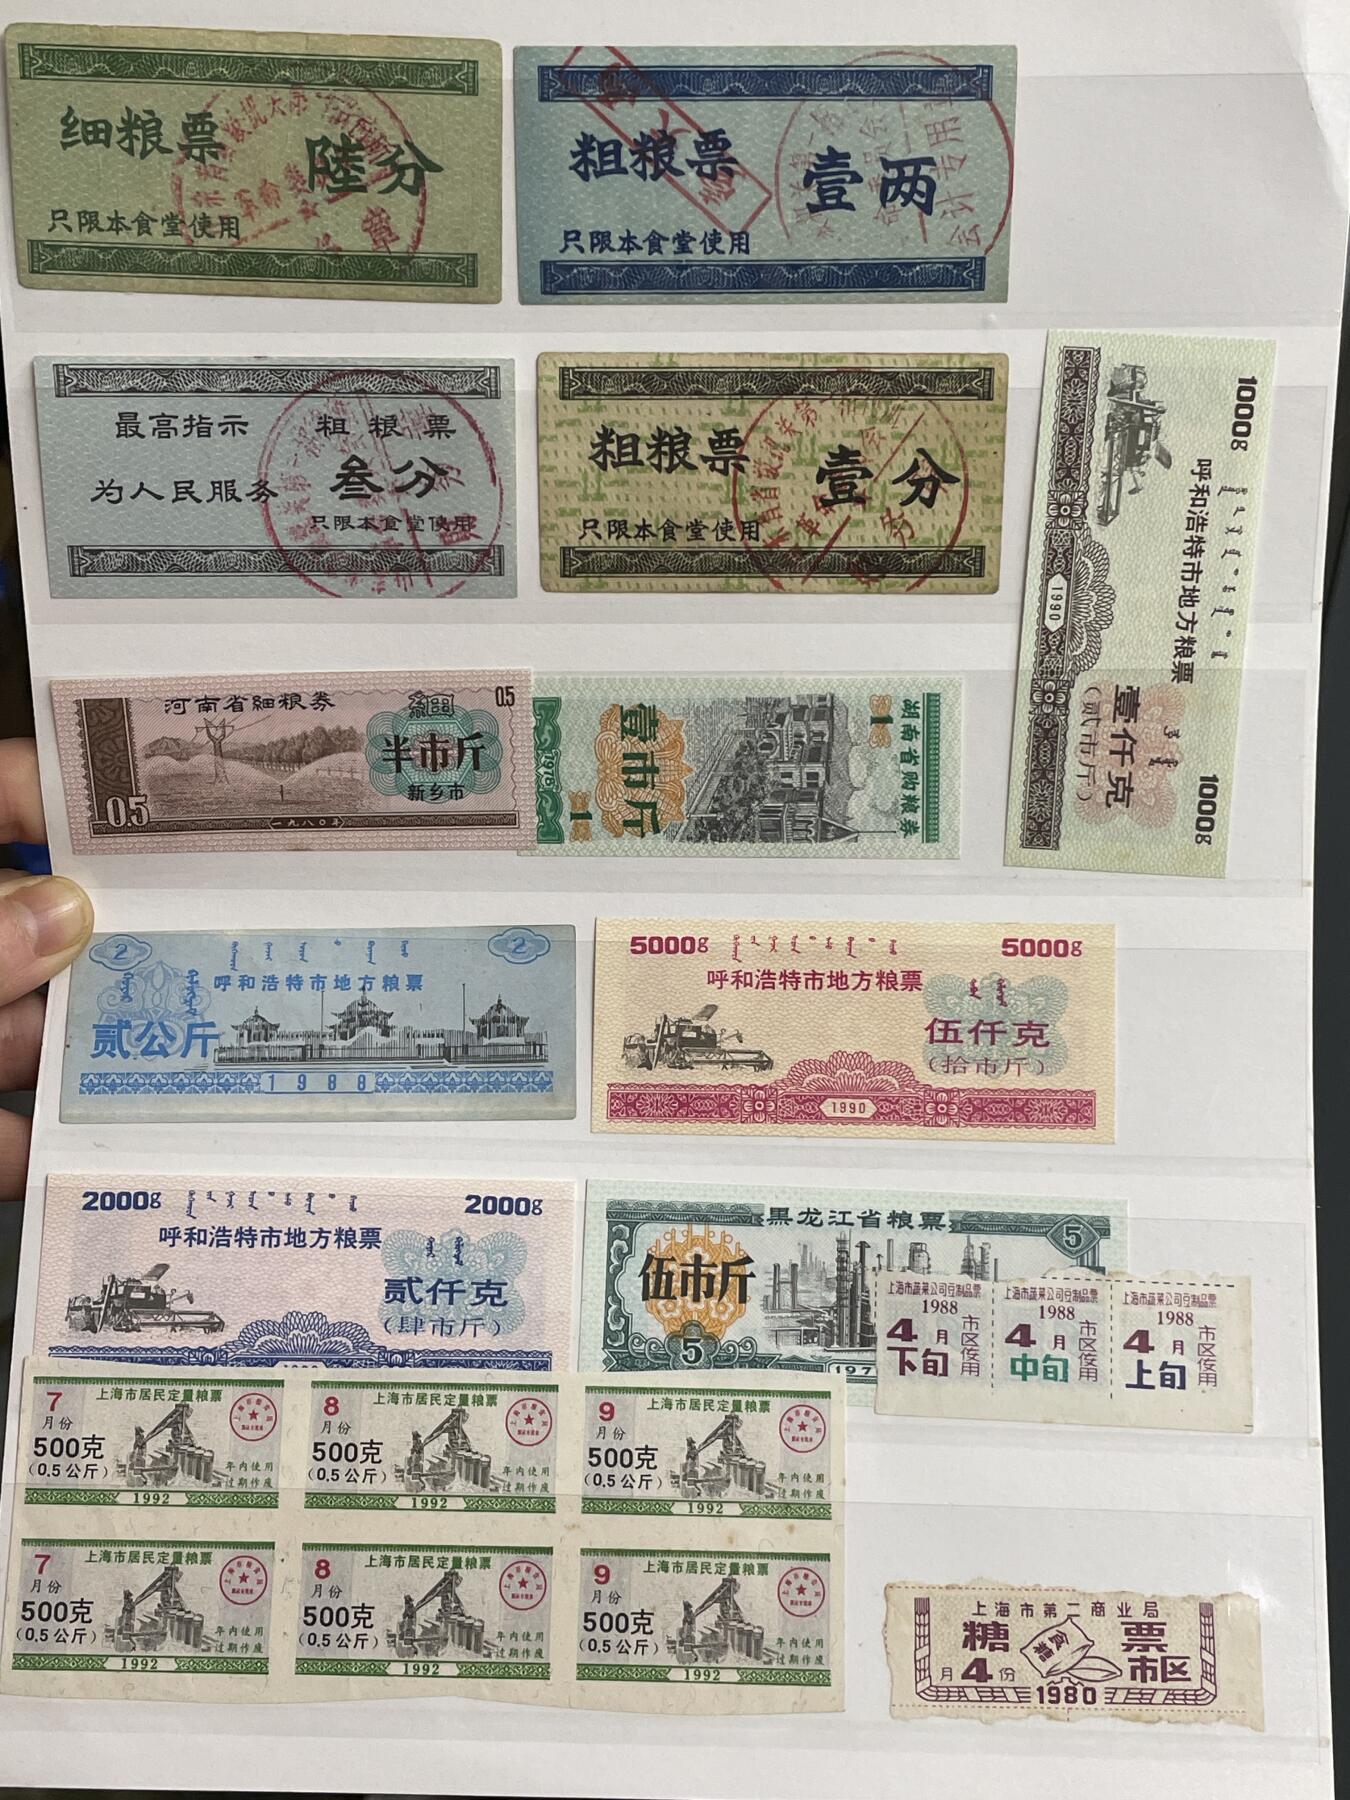 细粮票
陆分
只限本食堂使用
粗粮票
壹两
只限本食堂使用
会计专用章
最高指示
粗粮票
为人民服务
叁分
只限本食堂使用
粗粮票
壹分
只限本食堂使用
1000g
呼和浩特市地方粮票
1990
壹仟克
(贰市斤)
1000g
河南省细粮券
0.5
半市斤
新乡市
0.5
一九八〇年
湖南省购粮券
1
壹市斤
1978
1
2
2
呼和浩特市地方粮票
贰公斤
1988
5000g
5000g
呼和浩特市地方粮票
伍仟克
(拾市斤)
1990
2000g
2000g
呼和浩特市地方粮票
贰仟克
(肆市斤)
黑龙江省粮票
5
伍市斤
5
197
上海市蔬菜公司豆制品票
1988
4月
下旬
市区使用
上海市蔬菜公司豆制品票
1988
4月
中旬
市区使用
上海市蔬菜公司豆制品票
1988
4月
上旬
市区使用
上海市居民定量粮票
7
月份
500克
(0.5公斤)
年内使用
过期作废
1992
上海市居民定量粮票
8
月份
500克
(0.5公斤)
年内使用
过期作废
1992
上海市居民定量粮票
9
月份
500克
(0.5公斤)
年内使用
过期作废
1992
上海市居民定量粮票
7
月份
500克
(0.5公斤)
年内使用
过期作废
1992
上海市居民定量粮票
8
月份
500克
(0.5公斤)
年内使用
过期作废
1992
上海市居民定量粮票
9
月份
500克
(0.5公斤)
年内使用
过期作废
1992
上海市第二商业局
糖票
食糖
月4份
市区
1980